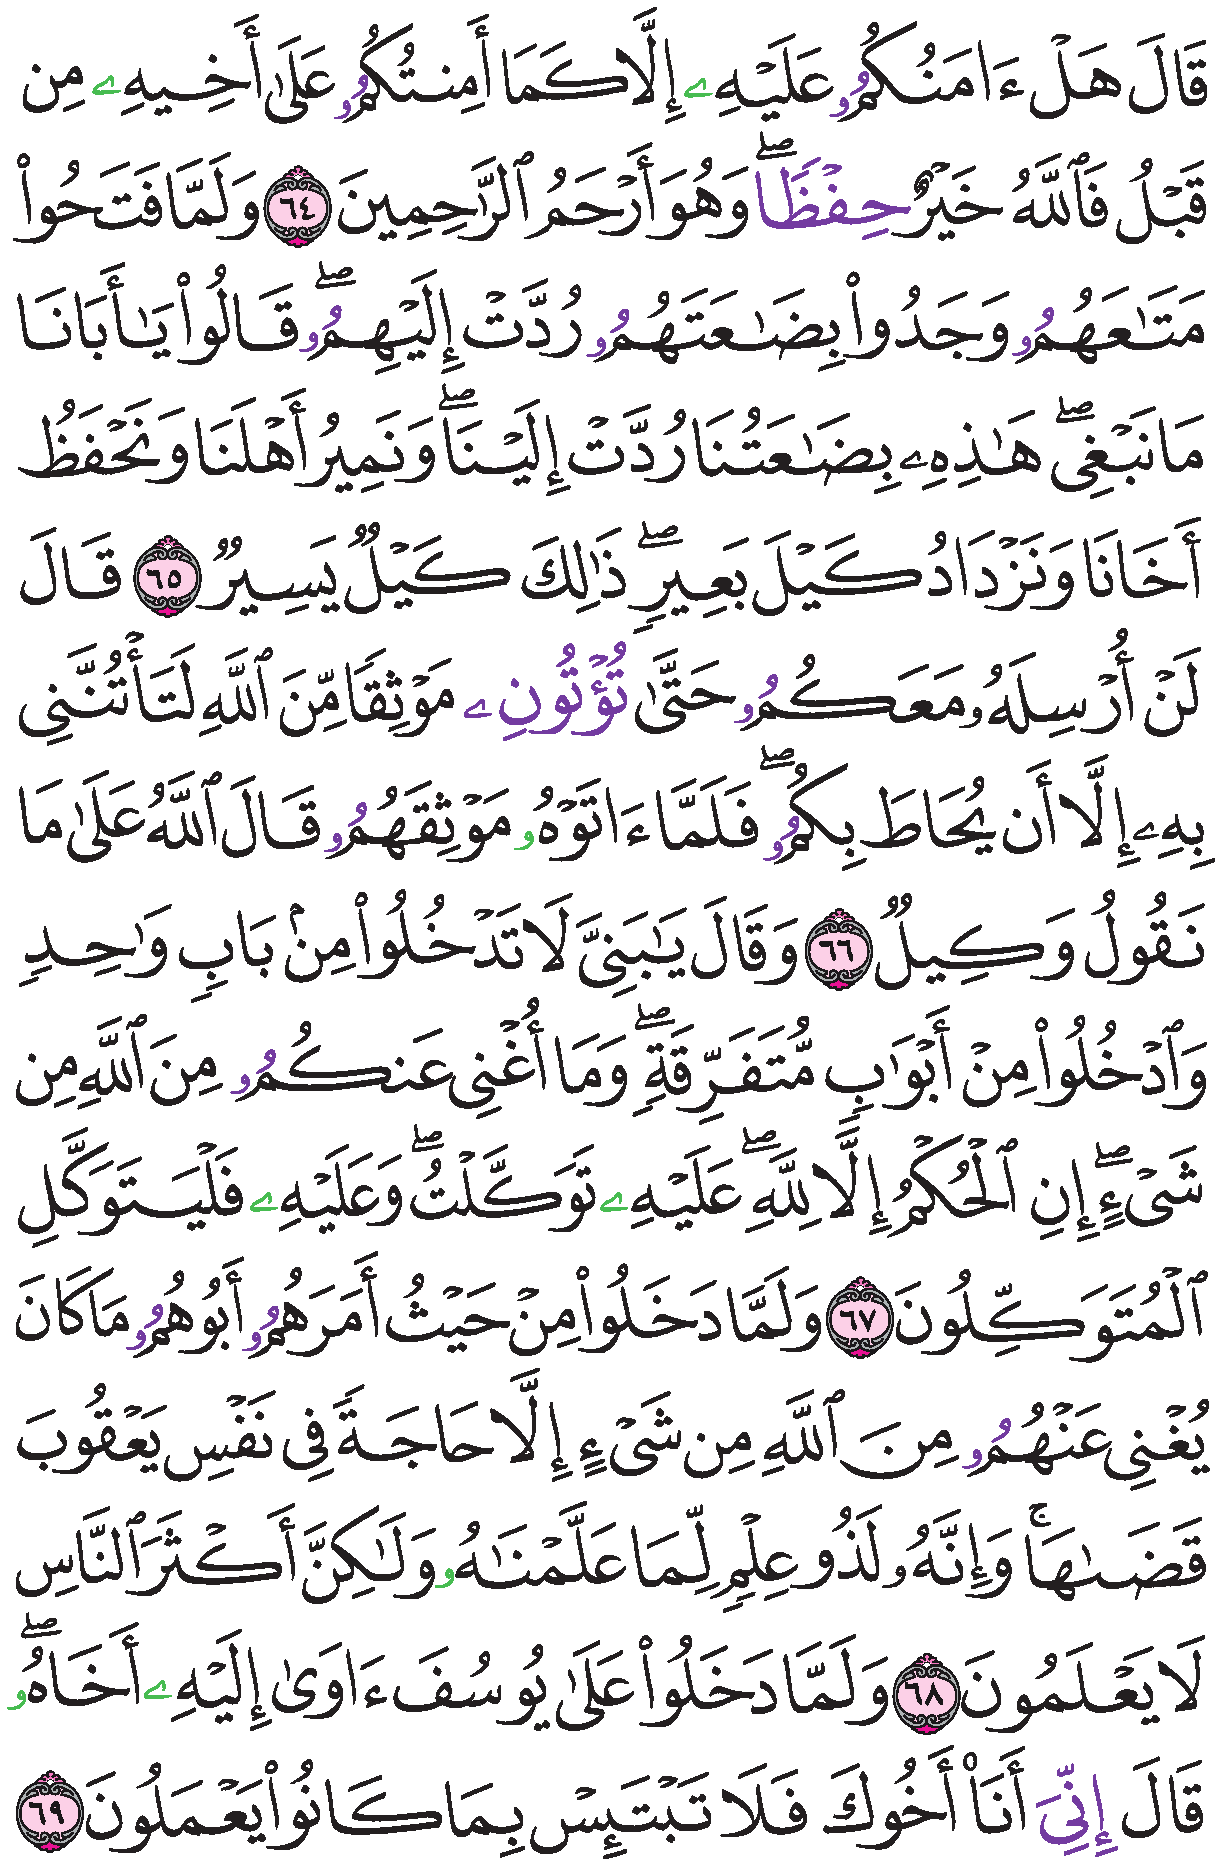 قَالَ هَلْ ءَامَنُكُمُۥ عَلَيْهِۦ إِلَّا كَمَا أَمِنتُكُمُۥ عَلَىٰ أَخِيهِۦ مِن
قَبْلُ فَٱللَّهُ خَيْرٌ حِفْظًاۖ وَهُوَ أَرْحَمُ ٱلرَّٰحِمِينَ ٦٤ وَلَمَّا فَتَحُوا۟
مَتَٰعَهُمُۥ وَجَدُوا۟ بِضَٰعَتَهُمُۥ رُدَّتْ إِلَيْهِمُۥۖ قَالُوا۟ يَٰأَبَانَا
مَا نَبْغِىۖ هَٰذِهِۦ بِضَٰعَتُنَا رُدَّتْ إِلَيْنَاۖ وَنَمِيرُ أَهْلَنَا وَنَحْفَظُ
أَخَانَا وَنَزْدَادُ كَيْلَ بَعِيرٍۖ ذَٰلِكَ كَيْلٌ يَسِيرٌ ٦٥ قَالَ
لَنْ أُرْسِلَهُۥ مَعَكُمُۥ حَتَّىٰ تُؤْتُونِۦ مَوْثِقًا مِّنَ ٱللَّهِ لَتَأْتُنَّنِى
بِهِۦ إِلَّا أَن يُحَاطَ بِكُمُۥۖ فَلَمَّا ءَاتَوْهُۥ مَوْثِقَهُمُۥ قَالَ ٱللَّهُ عَلَىٰ مَا
نَقُولُ وَكِيلٌ ٦٦ وَقَالَ يَٰبَنِىَّ لَا تَدْخُلُوا۟ مِنۢ بَابٍ وَٰحِدٍ
وَٱدْخُلُوا۟ مِنْ أَبْوَٰبٍ مُّتَفَرِّقَةٍۖ وَمَا أُغْنِى عَنكُمُۥ مِنَ ٱللَّهِ مِن
شَىْءٍۖ إِنِ ٱلْحُكْمُ إِلَّا لِلَّهِۖ عَلَيْهِۦ تَوَكَّلْتُۖ وَعَلَيْهِۦ فَلْيَتَوَكَّلِ
ٱلْمُتَوَكِّلُونَ ٦٧ وَلَمَّا دَخَلُوا۟ مِنْ حَيْثُ أَمَرَهُمُۥ أَبُوهُمُۥ مَا كَانَ
يُغْنِى عَنْهُمُۥ مِنَ ٱللَّهِ مِن شَىْءٍ إِلَّا حَاجَةً فِى نَفْسِ يَعْقُوبَ
قَضَىٰهَاۚ وَإِنَّهُۥ لَذُو عِلْمٍ لِّمَا عَلَّمْنَٰهُۥ وَلَٰكِنَّ أَكْثَرَ ٱلنَّاسِ
لَا يَعْلَمُونَ ٦٨ وَلَمَّا دَخَلُوا۟ عَلَىٰ يُوسُفَ ءَاوَىٰ إِلَيْهِۦ أَخَاهُۥۖ
قَالَ إِنِّىَ أَنَا۠ أَخُوكَ فَلَا تَبْتَئِسْ بِمَا كَانُوا۟ يَعْمَلُونَ ٦٩